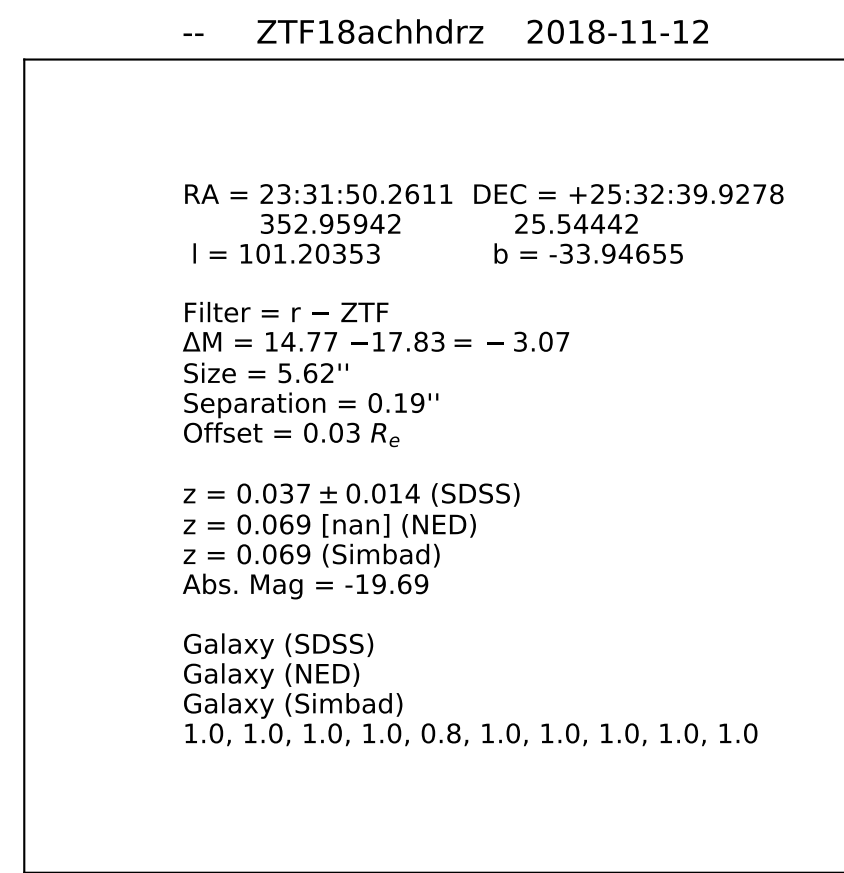 -- ZTF18achhdrz 2018-11-12
RA = 23:31:50.2611 DEC = +25:32:39.9278
352.95942 25.54442
l = 101.20353 b = -33.94655
Filter = r − ZTF
ΔM = 14.77 −17.83 = − 3.07
Size = 5.62''
Separation = 0.19''
Offset = 0.03 Re
z = 0.037 ± 0.014 (SDSS)
z = 0.069 [nan] (NED)
z = 0.069 (Simbad)
Abs. Mag = -19.69
Galaxy (SDSS)
Galaxy (NED)
Galaxy (Simbad)
1.0, 1.0, 1.0, 1.0, 0.8, 1.0, 1.0, 1.0, 1.0, 1.0